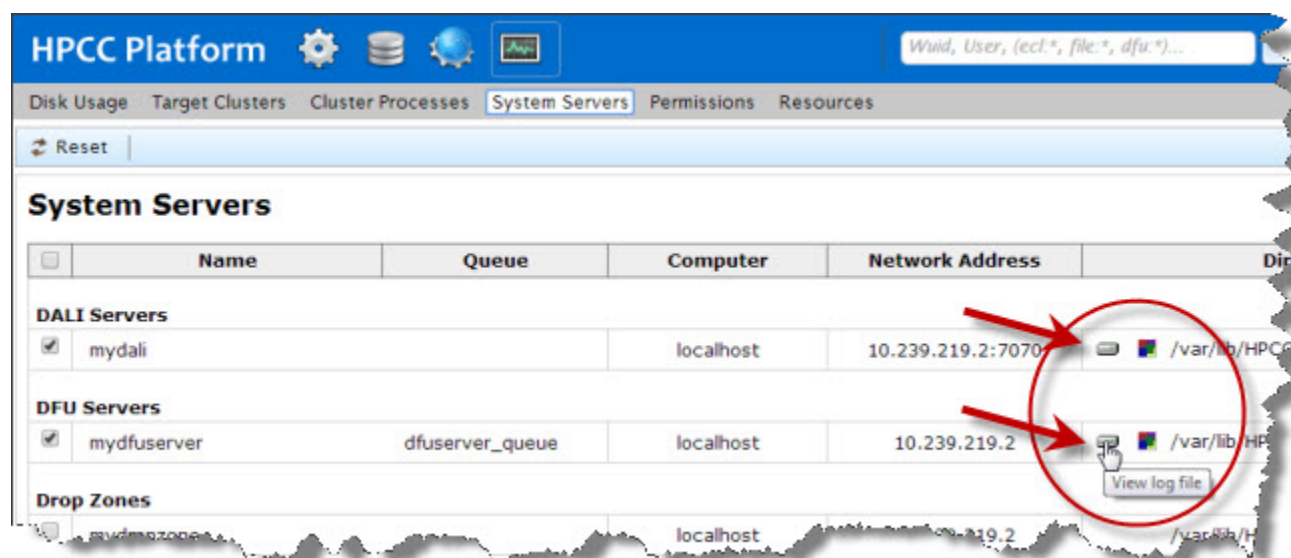 HPCC Platform
Wuid, User, (ecl:*, file:*, dfu:*)...
Disk Usage Target Clusters Cluster Processes System Servers Permissions Resources
Reset
System Servers
Name Queue Computer Network Address
DALI Servers
mydali localhost 10.239.219.2:7070 /var/lib/HPCC
DFU Servers
mydfuserver dfuserver_queue localhost 10.239.219.2 /var/lib/HP
View log file
Drop Zones
localhost